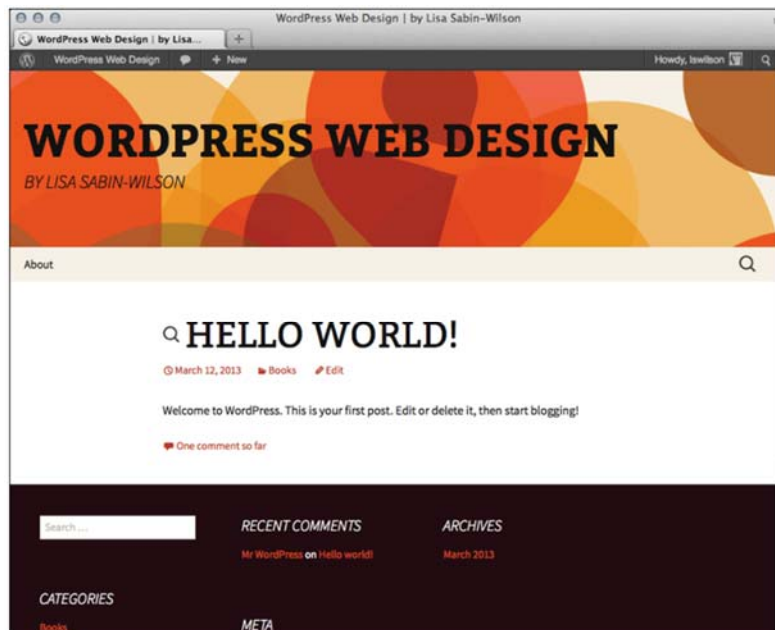 WordPress Web Design | by Lisa Sabin-Wilson
WordPress Web Design | by Lisa...
WordPress Web Design + New Howdy, lswilson
WORDPRESS WEB DESIGN
BY LISA SABIN-WILSON
About
HELLO WORLD!
March 12, 2013 Books Edit
Welcome to WordPress. This is your first post. Edit or delete it, then start blogging!
One comment so far
Search ...
RECENT COMMENTS
ARCHIVES
Mr WordPress on Hello world!
March 2013
CATEGORIES
Books
META